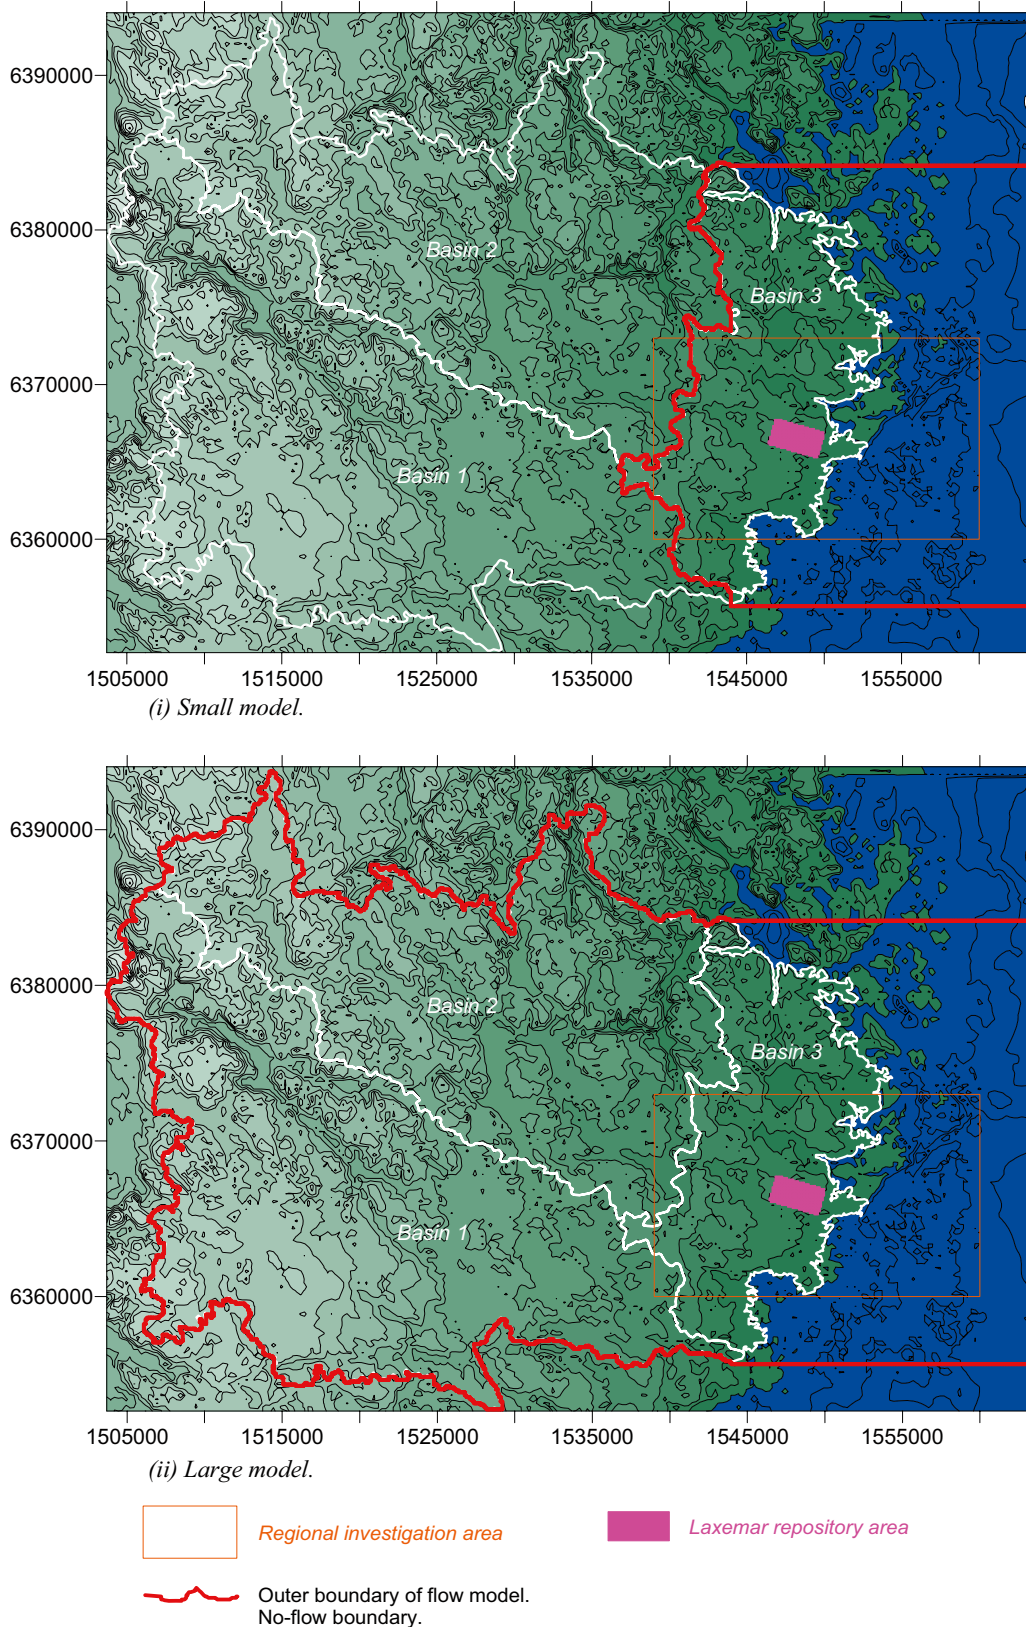 6390000
6380000
6370000
6360000
Basin 2
Basin 3
Basin 1
1505000 1515000 1525000 1535000 1545000 1555000
(i) Small model.
6390000
6380000
6370000
6360000
Basin 2
Basin 3
Basin 1
1505000 1515000 1525000 1535000 1545000 1555000
(ii) Large model.
Regional investigation area
Laxemar repository area
Outer boundary of flow model.
No-flow boundary.